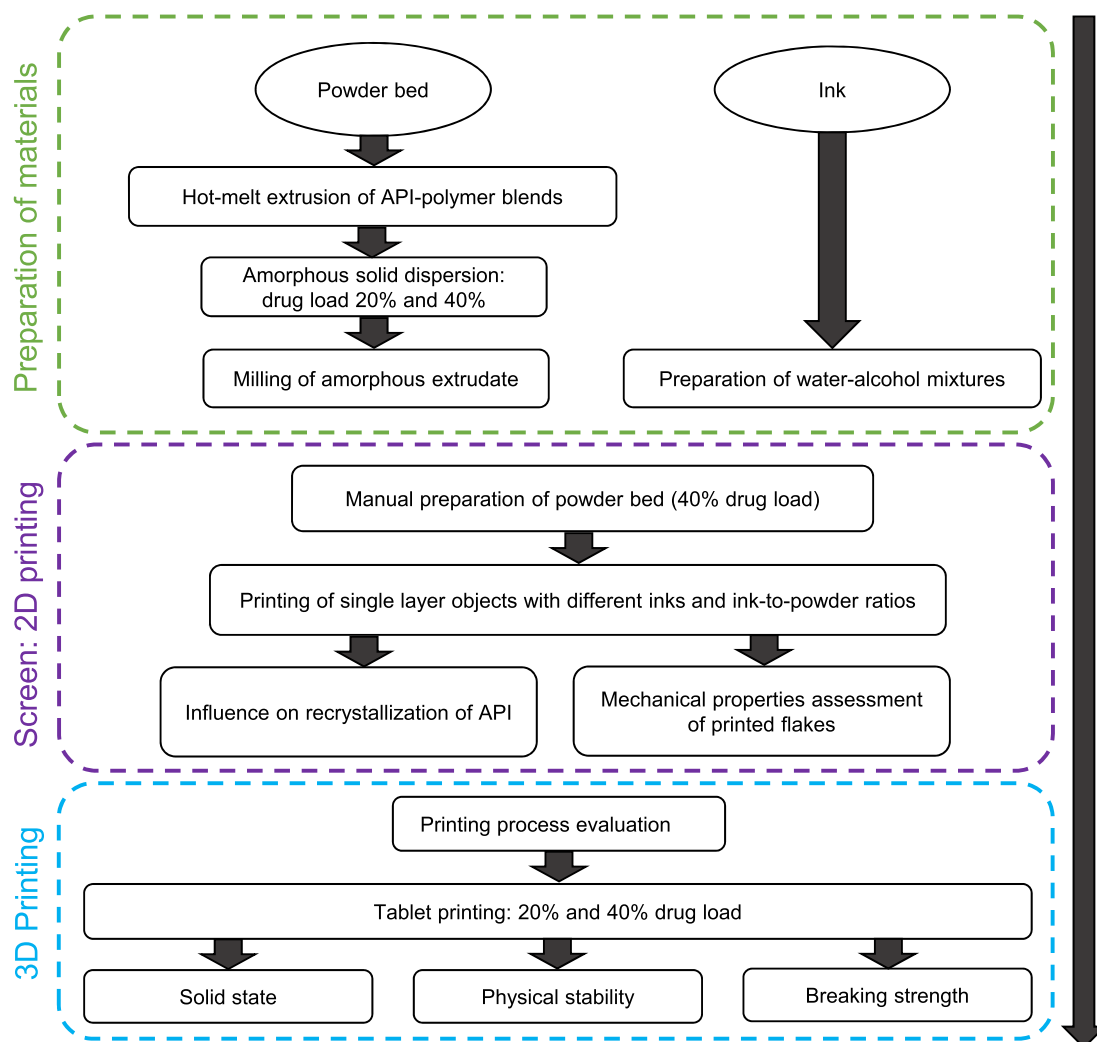 Preparation of materials
Powder bed
Ink
Hot-melt extrusion of API-polymer blends
Amorphous solid dispersion:
drug load 20% and 40%
Milling of amorphous extrudate
Preparation of water-alcohol mixtures
Screen: 2D printing
Manual preparation of powder bed (40% drug load)
Printing of single layer objects with different inks and ink-to-powder ratios
Influence on recrystallization of API
Mechanical properties assessment
of printed flakes
3D Printing
Printing process evaluation
Tablet printing: 20% and 40% drug load
Solid state
Physical stability
Breaking strength